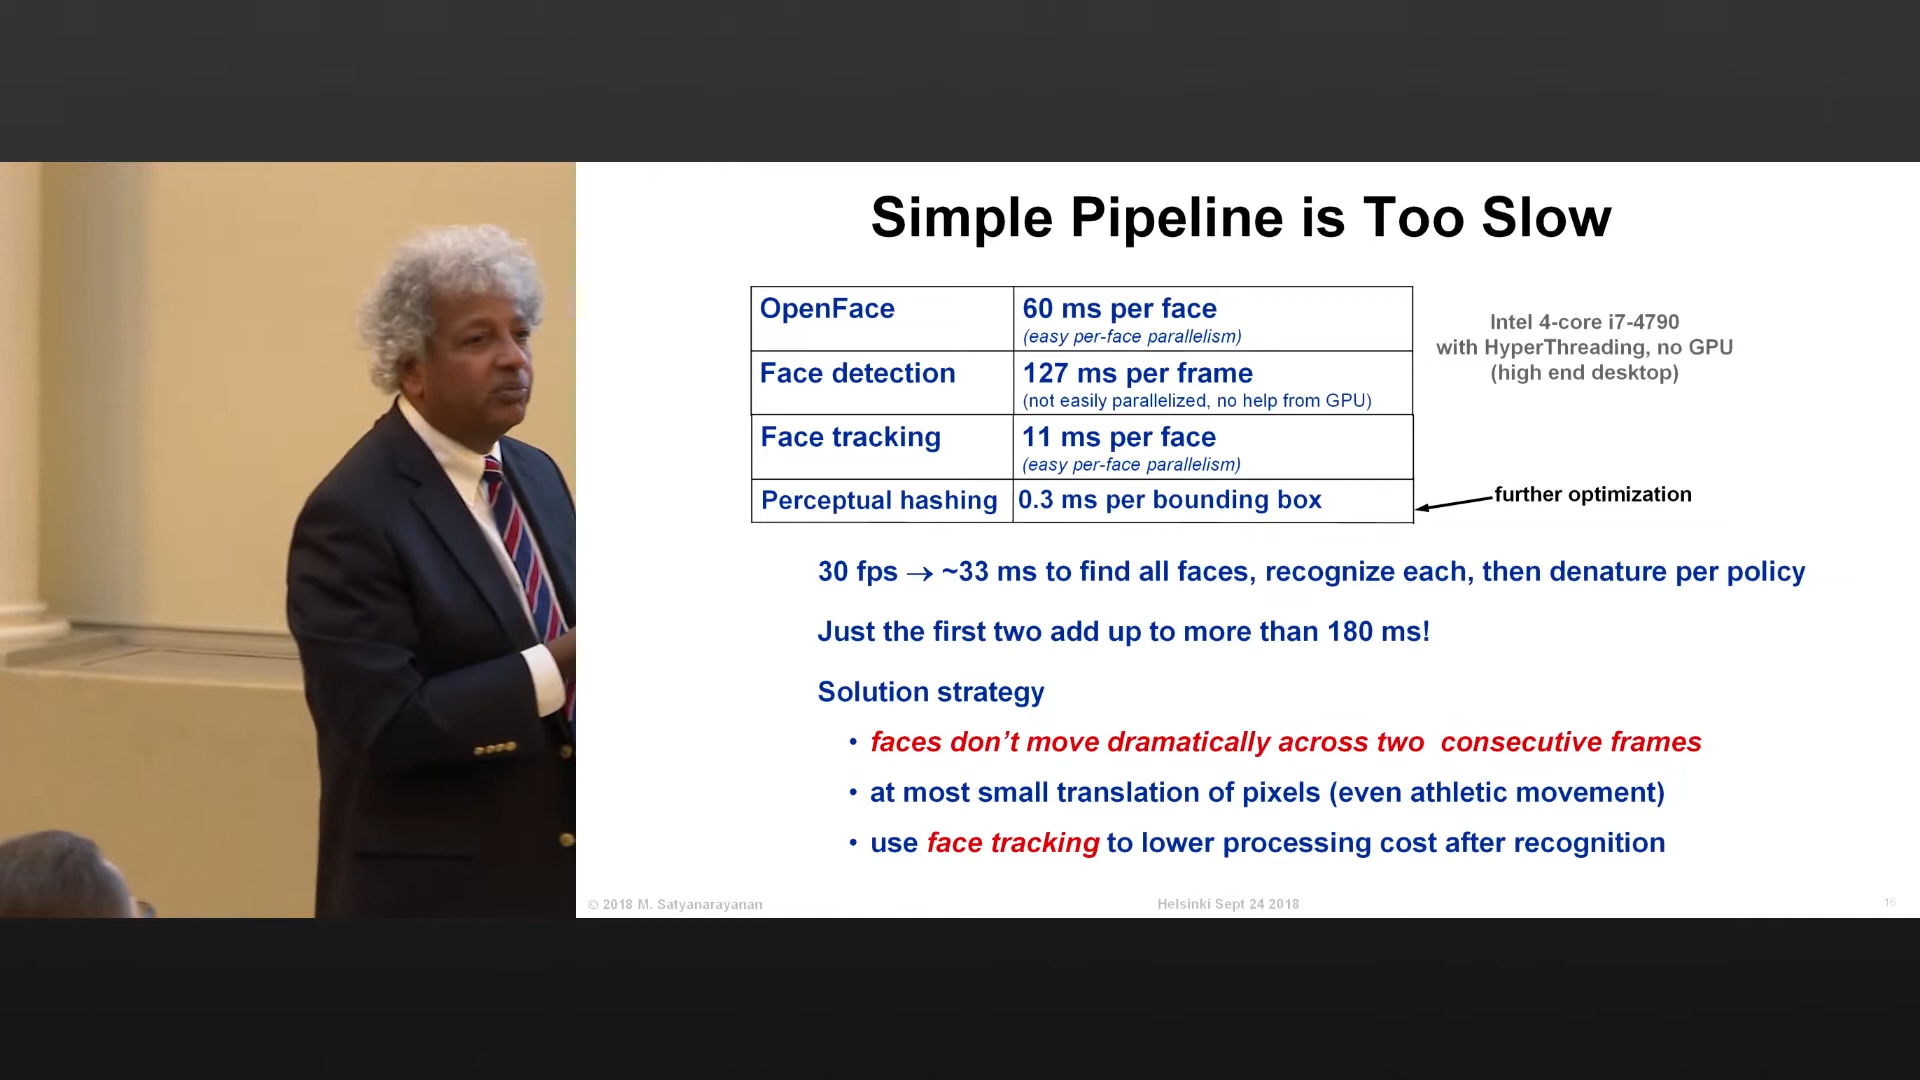 Simple Pipeline is Too Slow
OpenFace
60 ms per face
(easy per-face parallelism)
Face detection
127 ms per frame
(not easily parallelized, no help from GPU)
Face tracking
11 ms per face
(easy per-face parallelism)
Perceptual hashing
0.3 ms per bounding box
Intel 4-core i7-4790
with HyperThreading, no GPU
(high end desktop)
further optimization
30 fps → ~33 ms to find all faces, recognize each, then denature per policy
Just the first two add up to more than 180 ms!
Solution strategy
• faces don’t move dramatically across two  consecutive frames
• at most small translation of pixels (even athletic movement)
• use face tracking to lower processing cost after recognition
© 2018 M. Satyanarayanan
Helsinki Sept 24 2018
16